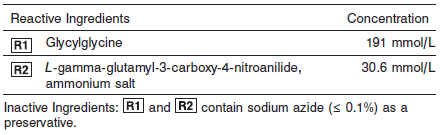 Reactive Ingredients Concentration
R1 Glycylglycine 191 mmol/L
R2 L-gamma-glutamyl-3-carboxy-4-nitroanilide, 30.6 mmol/L
ammonium salt
Inactive Ingredients: R1 and R2 contain sodium azide (≤ 0.1%) as a
preservative.